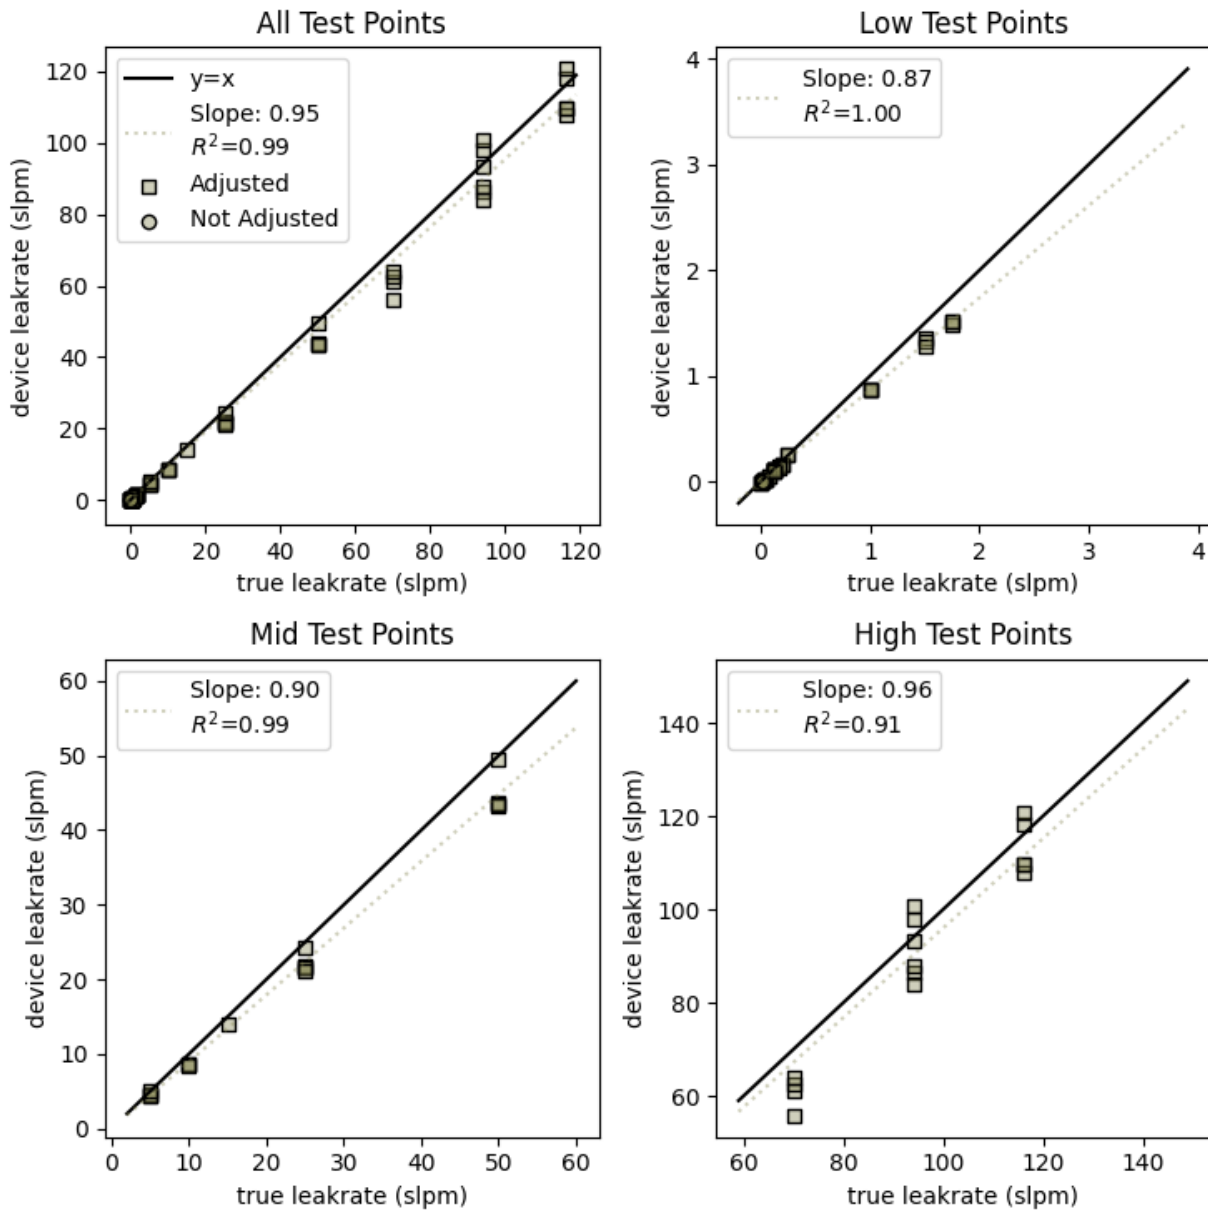 All Test Points
y=x
Slope: 0.95
R²=0.99
Adjusted
Not Adjusted
120
100
80
60
40
20
0
device leakrate (slpm)
0 20 40 60 80 100 120
true leakrate (slpm)
Low Test Points
Slope: 0.87
R²=1.00
4
3
2
1
0
device leakrate (slpm)
0 1 2 3 4
true leakrate (slpm)
Mid Test Points
Slope: 0.90
R²=0.99
60
50
40
30
20
10
0
device leakrate (slpm)
0 10 20 30 40 50 60
true leakrate (slpm)
High Test Points
Slope: 0.96
R²=0.91
140
120
100
80
60
device leakrate (slpm)
60 80 100 120 140
true leakrate (slpm)